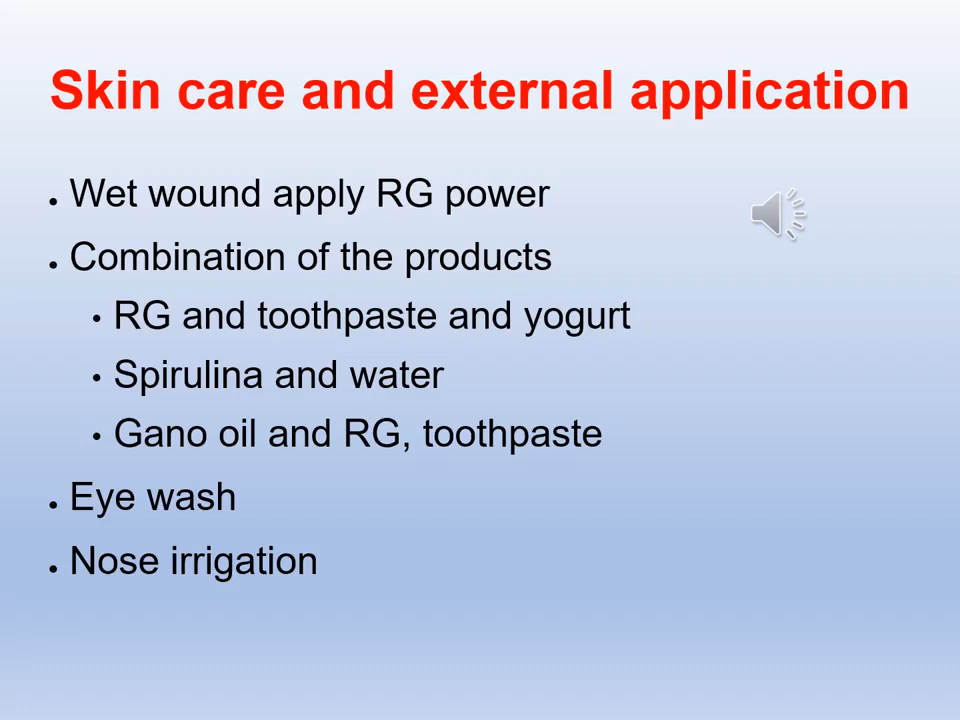 Skin care and external application
• Wet wound apply RG power
• Combination of the products
• RG and toothpaste and yogurt
• Spirulina and water
• Gano oil and RG, toothpaste
• Eye wash
• Nose irrigation